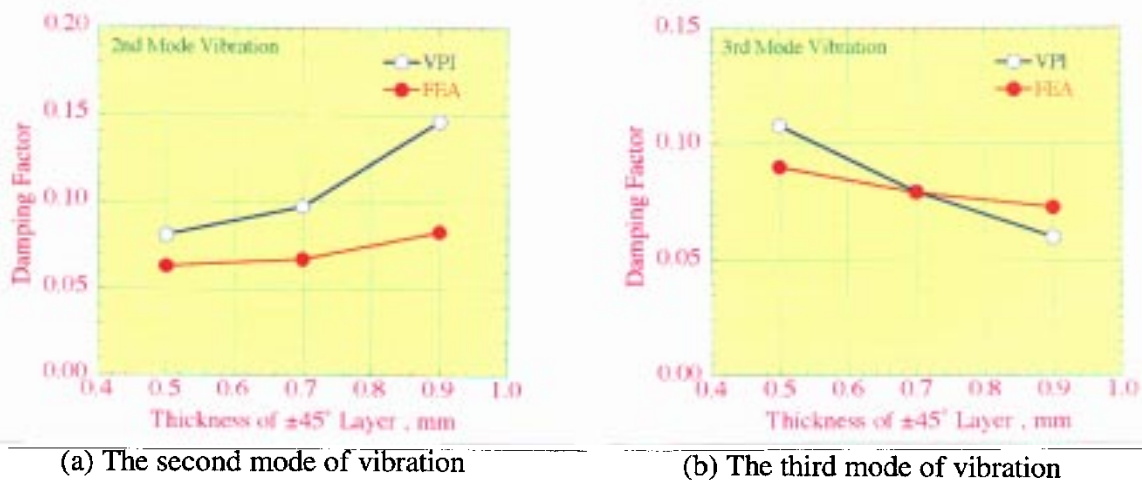 0.20
0.15
0.10
0.05
0.00
Damping Factor
2nd Mode Vibration
VPI
FEA
0.4 0.5 0.6 0.7 0.8 0.9 1.0
Thickness of ±45° Layer , mm
(a) The second mode of vibration
0.15
0.10
0.05
0.00
Damping Factor
3rd Mode Vibration
VPI
FEA
0.4 0.5 0.6 0.7 0.8 0.9 1.0
Thickness of ±45° Layer , mm
(b) The third mode of vibration